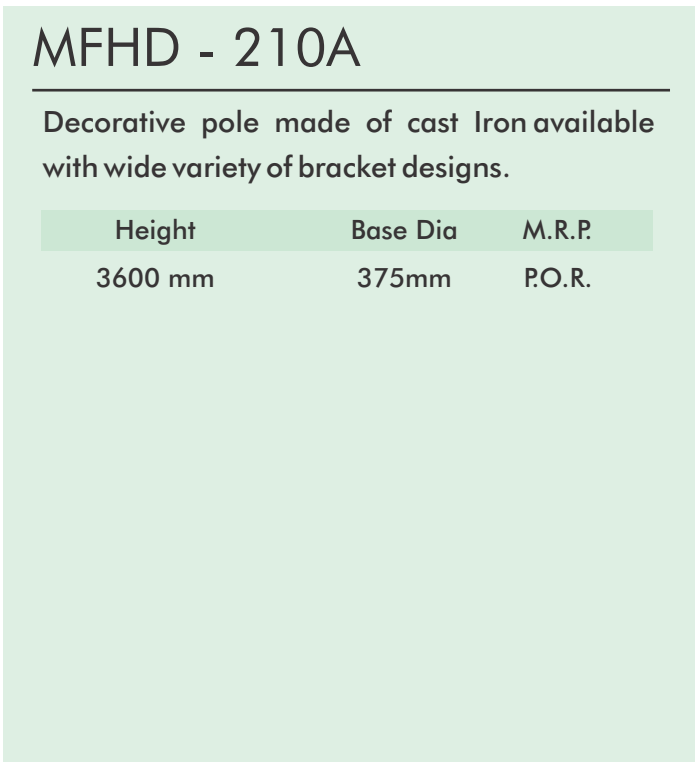 MFHD - 210A
Decorative pole made of cast Iron available
with wide variety of bracket designs.
Height Base Dia M.R.P.
3600 mm 375mm P.O.R.